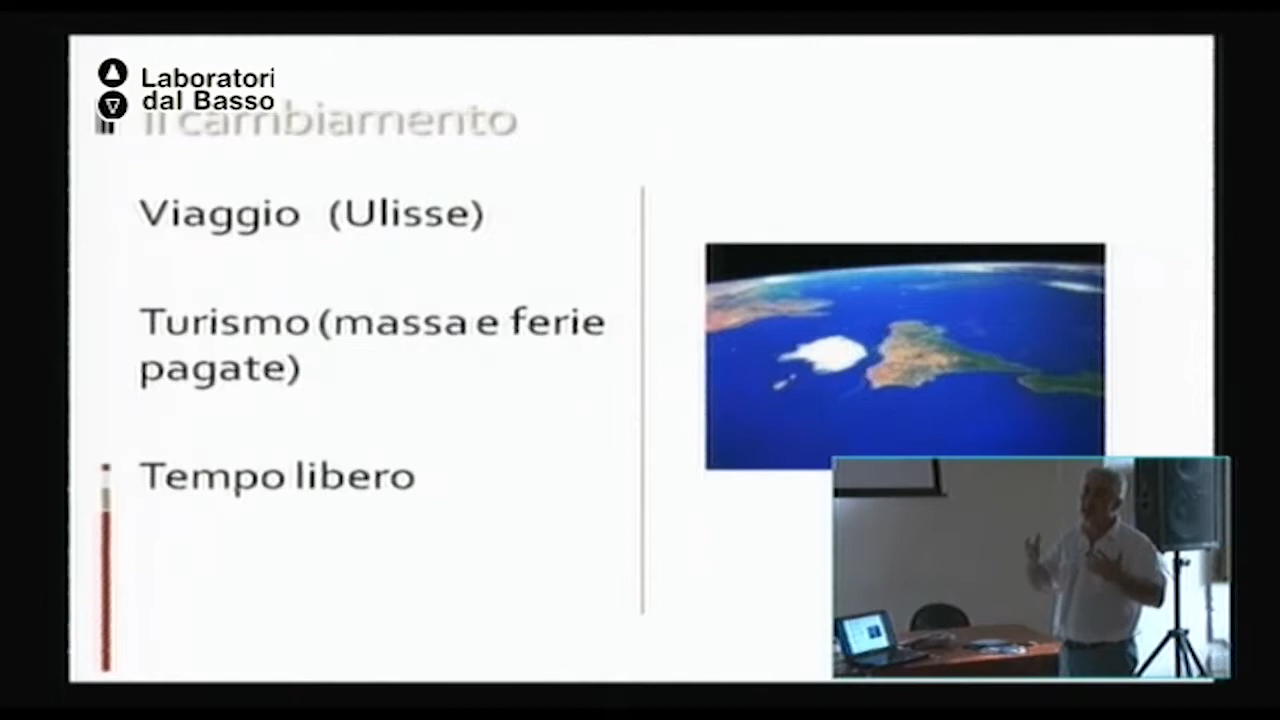 Laboratori
dal Basso
il cambiamento
Viaggio (Ulisse)
Turismo (massa e ferie
pagate)
Tempo libero